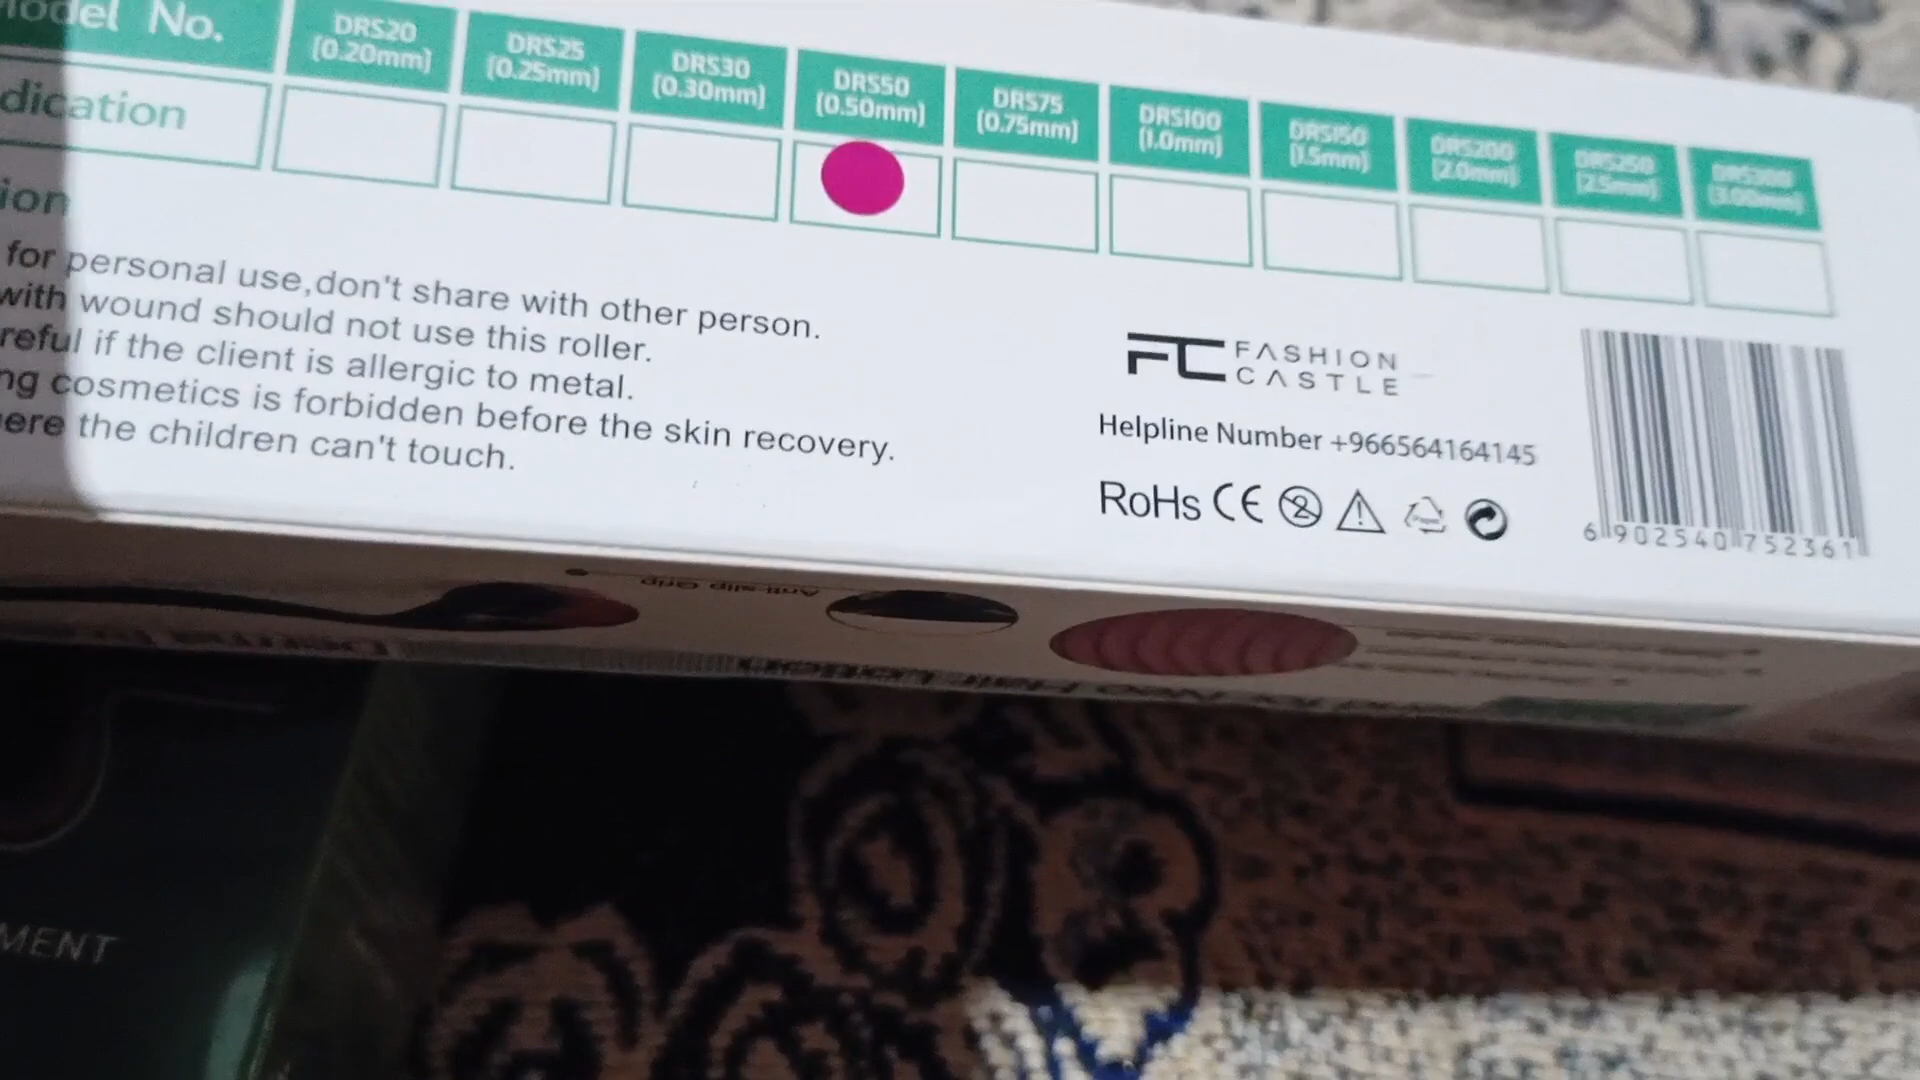 Model No.
DRS20 (0.20mm)
DRS25 (0.25mm)
DRS30 (0.30mm)
DRS50 (0.50mm)
DRS75 (0.75mm)
DRS100 (1.0mm)
DRS150 (1.5mm)
DRS200 (2.0mm)
DRS250 (2.5mm)
DRS300 (3.00mm)
dication
ion
for personal use,don't share with other person.
with wound should not use this roller.
reful if the client is allergic to metal.
ng cosmetics is forbidden before the skin recovery.
ere the children can't touch.
FC FASHION
CASTLE
Helpline Number +966564164145
RoHs CE
6 902540 752361
Anti-slip Grip
MENT